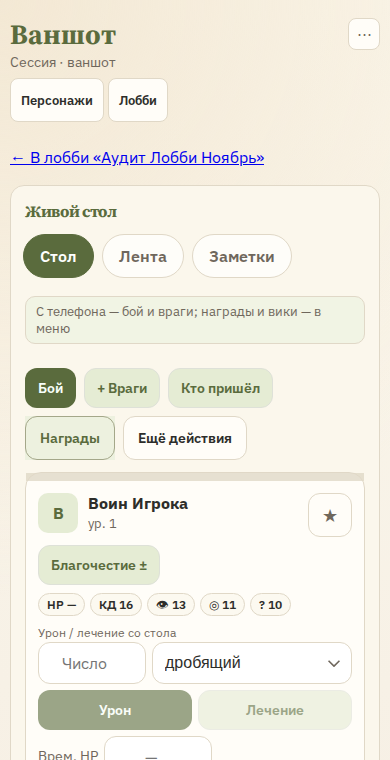 Ваншот
...
Сессия · ваншот
Персонажи Лобби
← В лобби «Аудит Лобби Ноябрь»
Живой стол
Стол Лента Заметки
С телефона — бой и враги; награды и вики — в
меню
Бой + Враги Кто пришёл
Награды Ещё действия
В Воин Игрока
ур. 1
★
Благочестие ±
HP — КД 16 👁 13 ◎ 11 ? 10
Урон / лечение со стола
Число дробящий
Урон Лечение
Врем. HP —